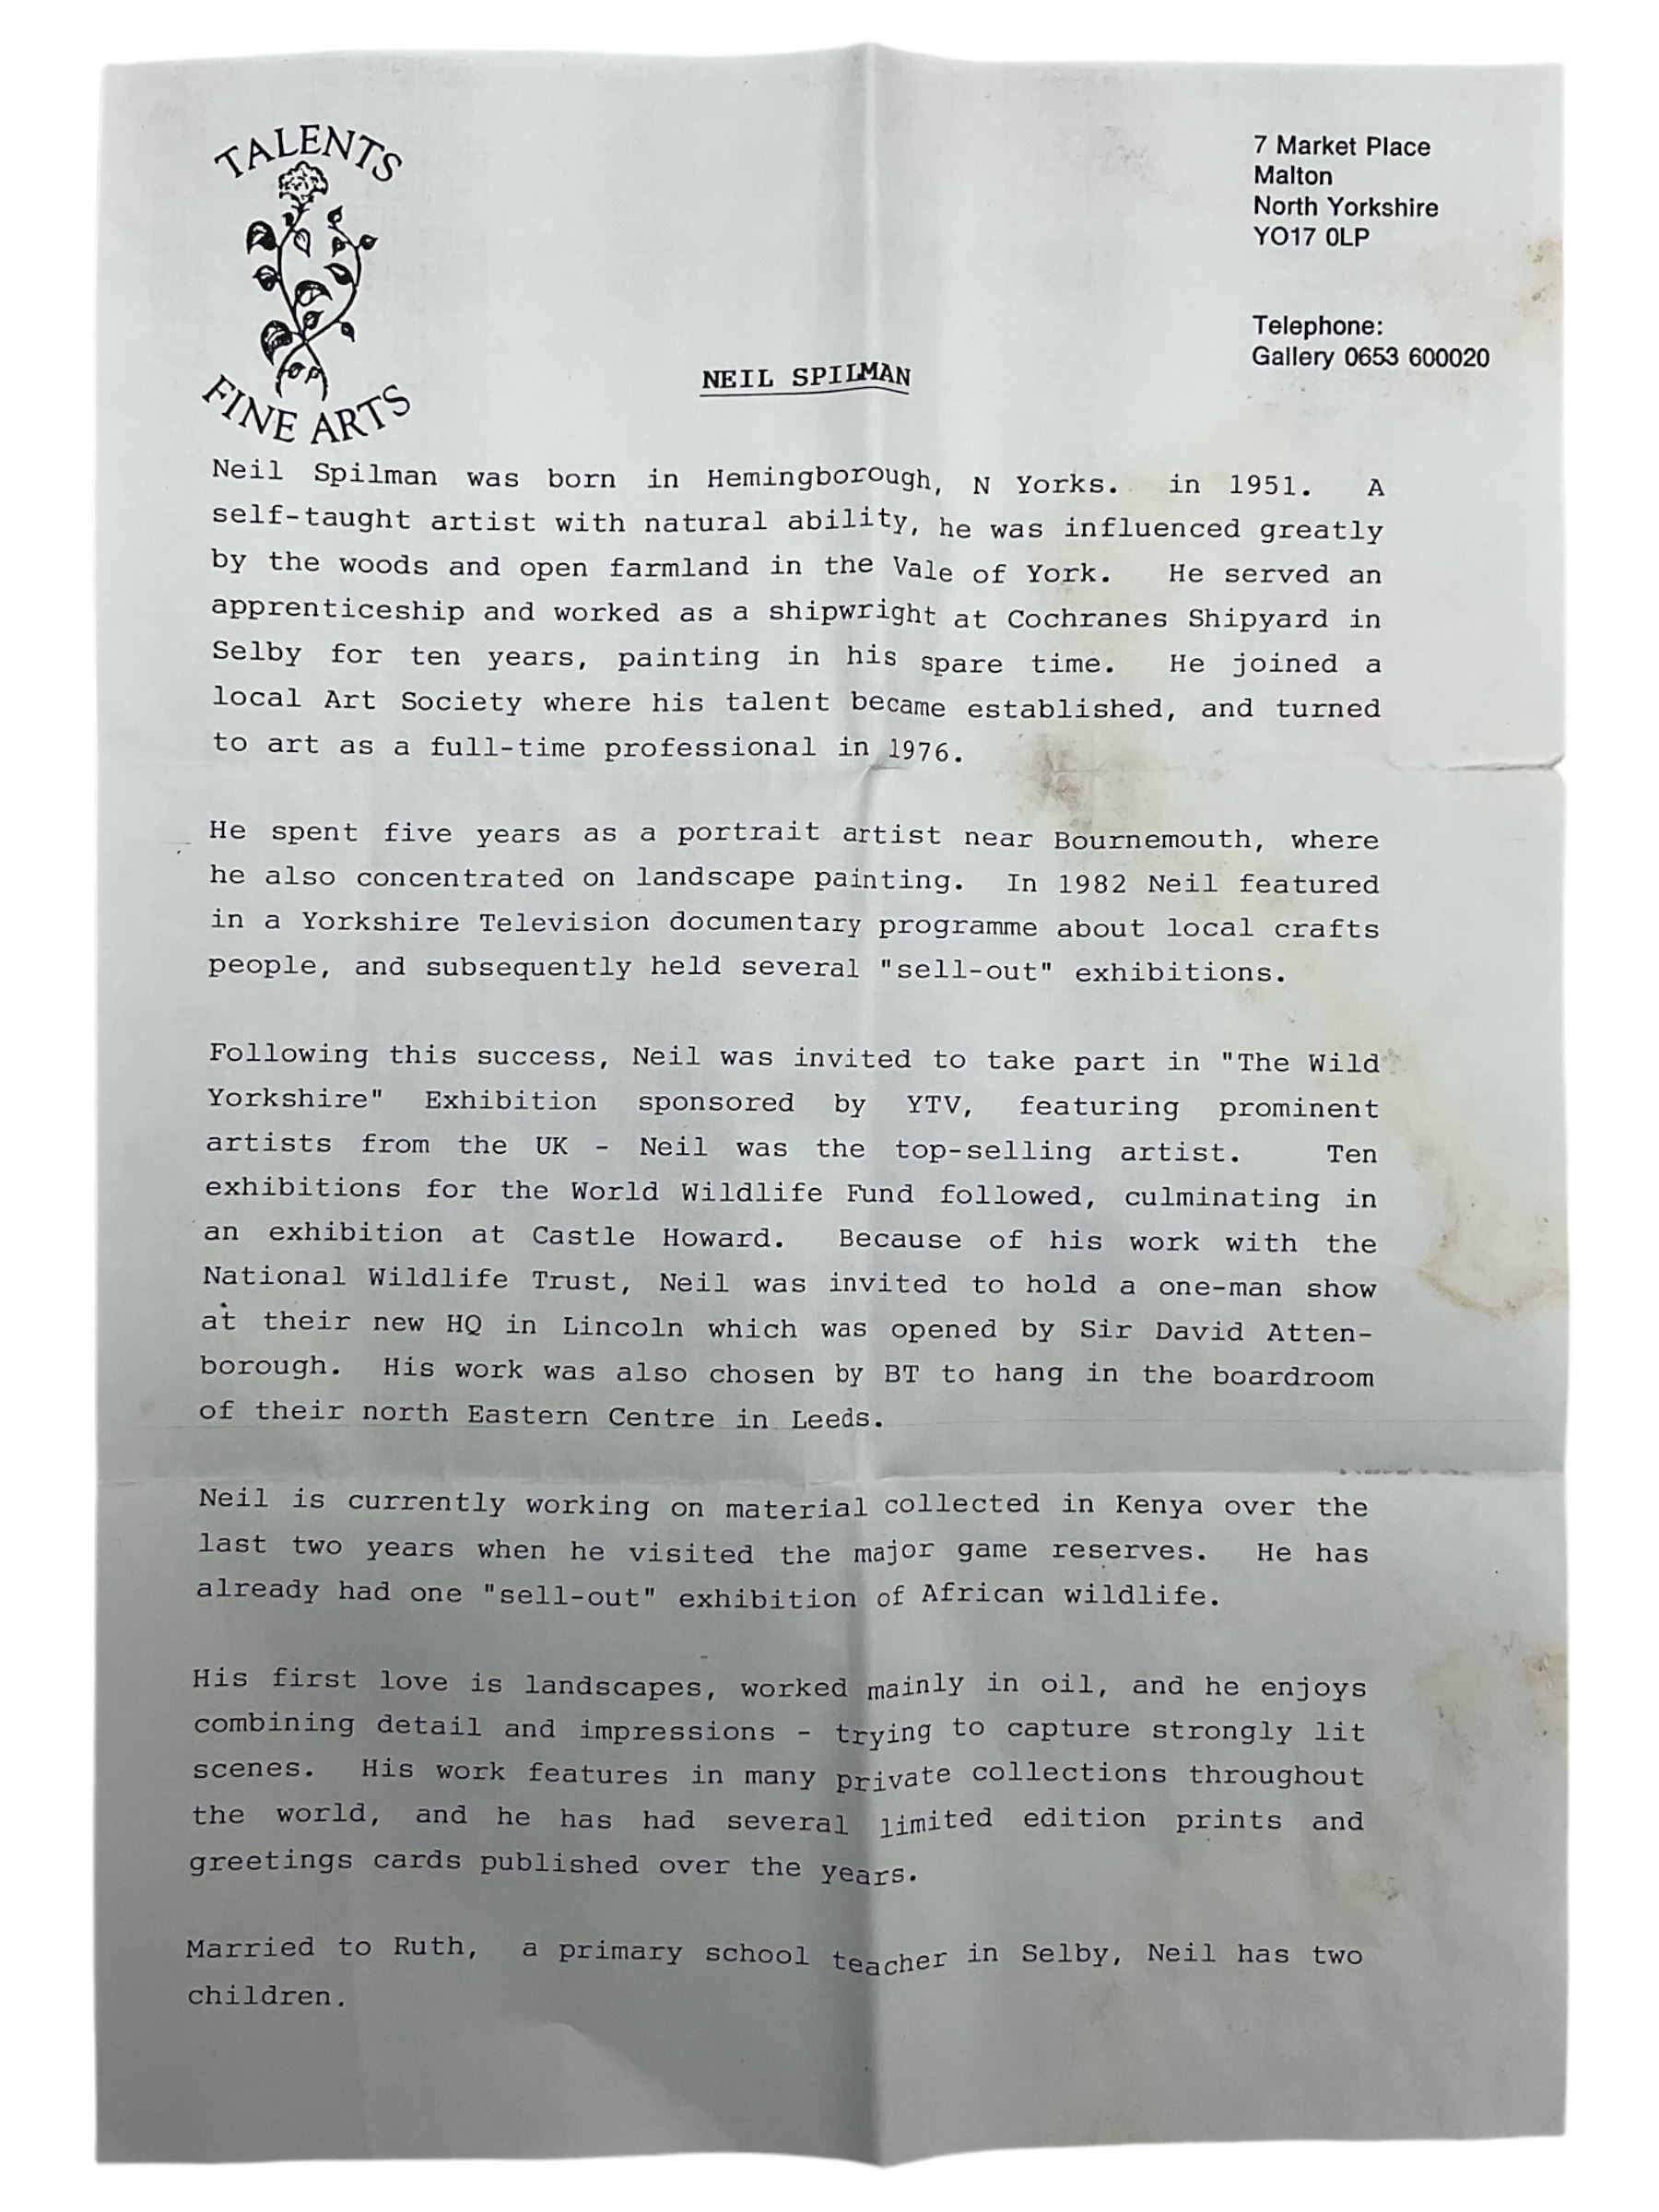 TALENTS
FINE ARTS
7 Market Place
Malton
North Yorkshire
YO17 0LP
Telephone:
Gallery 0653 600020
NEIL SPILMAN
Neil Spilman was born in Hemingborough, N Yorks. in 1951. A
self-taught artist with natural ability, he was influenced greatly
by the woods and open farmland in the Vale of York. He served an
apprenticeship and worked as a shipwright at Cochranes Shipyard in
Selby for ten years, painting in his spare time. He joined a
local Art Society where his talent became established, and turned
to art as a full-time professional in 1976.
He spent five years as a portrait artist near Bournemouth, where
he also concentrated on landscape painting. In 1982 Neil featured
in a Yorkshire Television documentary programme about local crafts
people, and subsequently held several "sell-out" exhibitions.
Following this success, Neil was invited to take part in "The Wild
Yorkshire" Exhibition sponsored by YTV, featuring prominent
artists from the UK - Neil was the top-selling artist. Ten
exhibitions for the World Wildlife Fund followed, culminating in
an exhibition at Castle Howard. Because of his work with the
National Wildlife Trust, Neil was invited to hold a one-man show
at their new HQ in Lincoln which was opened by Sir David Atten-
borough. His work was also chosen by BT to hang in the boardroom
of their north Eastern Centre in Leeds.
Neil is currently working on material collected in Kenya over the
last two years when he visited the major game reserves. He has
already had one "sell-out" exhibition of African wildlife.
His first love is landscapes, worked mainly in oil, and he enjoys
combining detail and impressions - trying to capture strongly lit
scenes. His work features in many private collections throughout
the world, and he has had several limited edition prints and
greetings cards published over the years.
Married to Ruth, a primary school teacher in Selby, Neil has two
children.